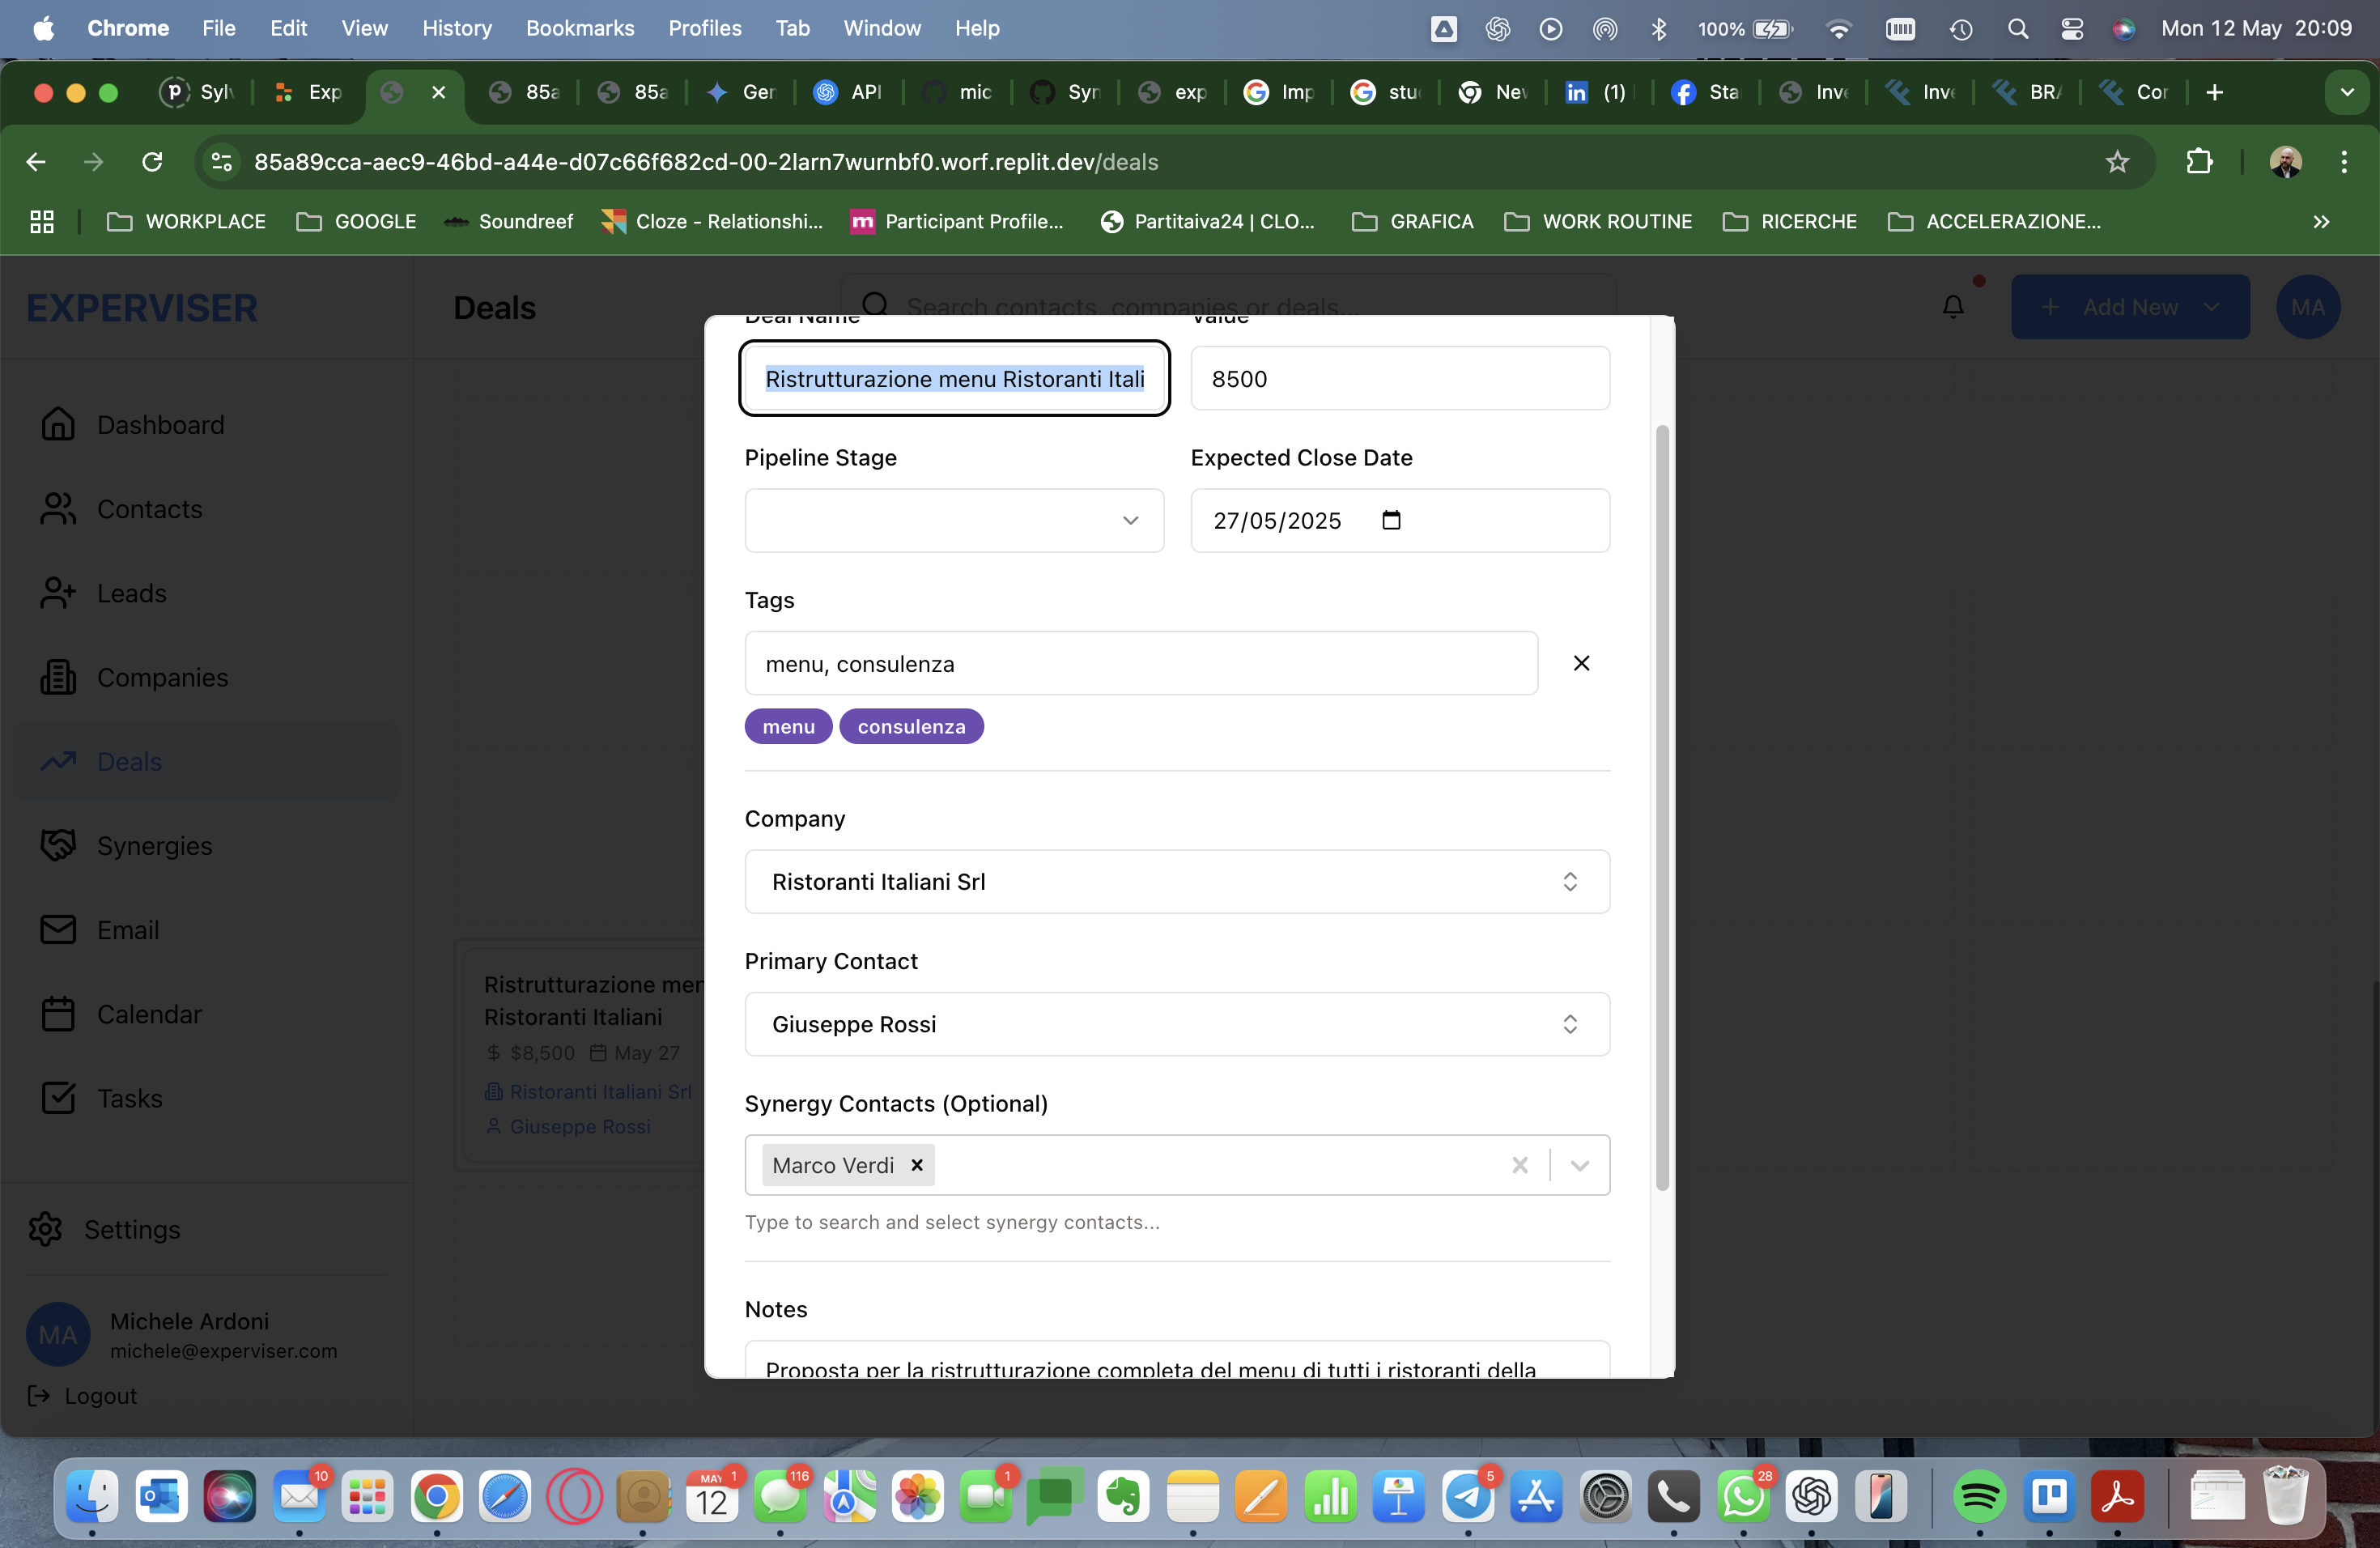 Chrome File Edit View History Bookmarks Profiles Tab Window Help 100% Mon 12 May 20:09
Sylv Exp 85a 85a Ger API mic Syn exp Imp stu Nev (1) Sta Inve Inve BRA Cor
85a89cca-aec9-46bd-a44e-d07c66f682cd-00-2larn7wurnbf0.worf.replit.dev/deals
WORKPLACE GOOGLE Soundreef Cloze - Relationshi... Participant Profile... Partitaiva24 | CLO... GRAFICA WORK ROUTINE RICERCHE ACCELERAZIONE...
EXPERVISER
Deals
Search contacts, companies or deals...
Add New
MA
Dashboard
Contacts
Leads
Companies
Deals
Synergies
Email
Calendar
Tasks
Settings
MA
Michele Ardoni
michele@experviser.com
Logout
Ristrutturazione men
Ristoranti Italiani
$8,500 May 27
Ristoranti Italiani Srl
Giuseppe Rossi
Deal Name
Value
Ristrutturazione menu Ristoranti Itali
8500
Pipeline Stage
Expected Close Date
27/05/2025
Tags
menu, consulenza
menu consulenza
Company
Ristoranti Italiani Srl
Primary Contact
Giuseppe Rossi
Synergy Contacts (Optional)
Marco Verdi
Type to search and select synergy contacts...
Notes
Proposta per la ristrutturazione completa del menu di tutti i ristoranti della
10 MAY 12 1 116 1 5 28